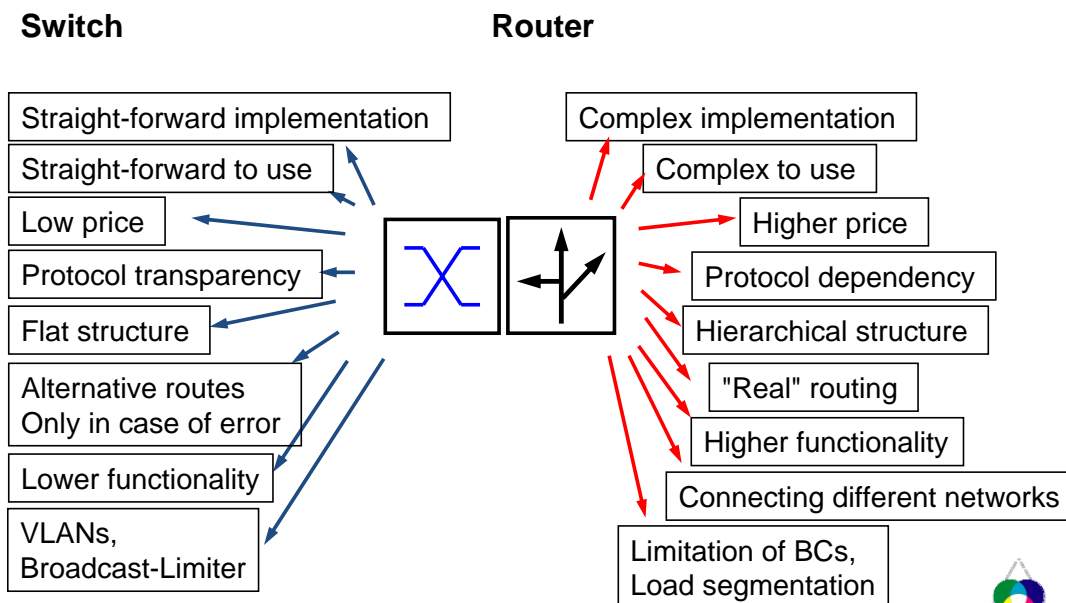 Switch
Router
Straight-forward implementation
Straight-forward to use
Low price
Protocol transparency
Flat structure
Alternative routes
Only in case of error
Lower functionality
VLANs,
Broadcast-Limiter
Complex implementation
Complex to use
Higher price
Protocol dependency
Hierarchical structure
"Real" routing
Higher functionality
Connecting different networks
Limitation of BCs,
Load segmentation